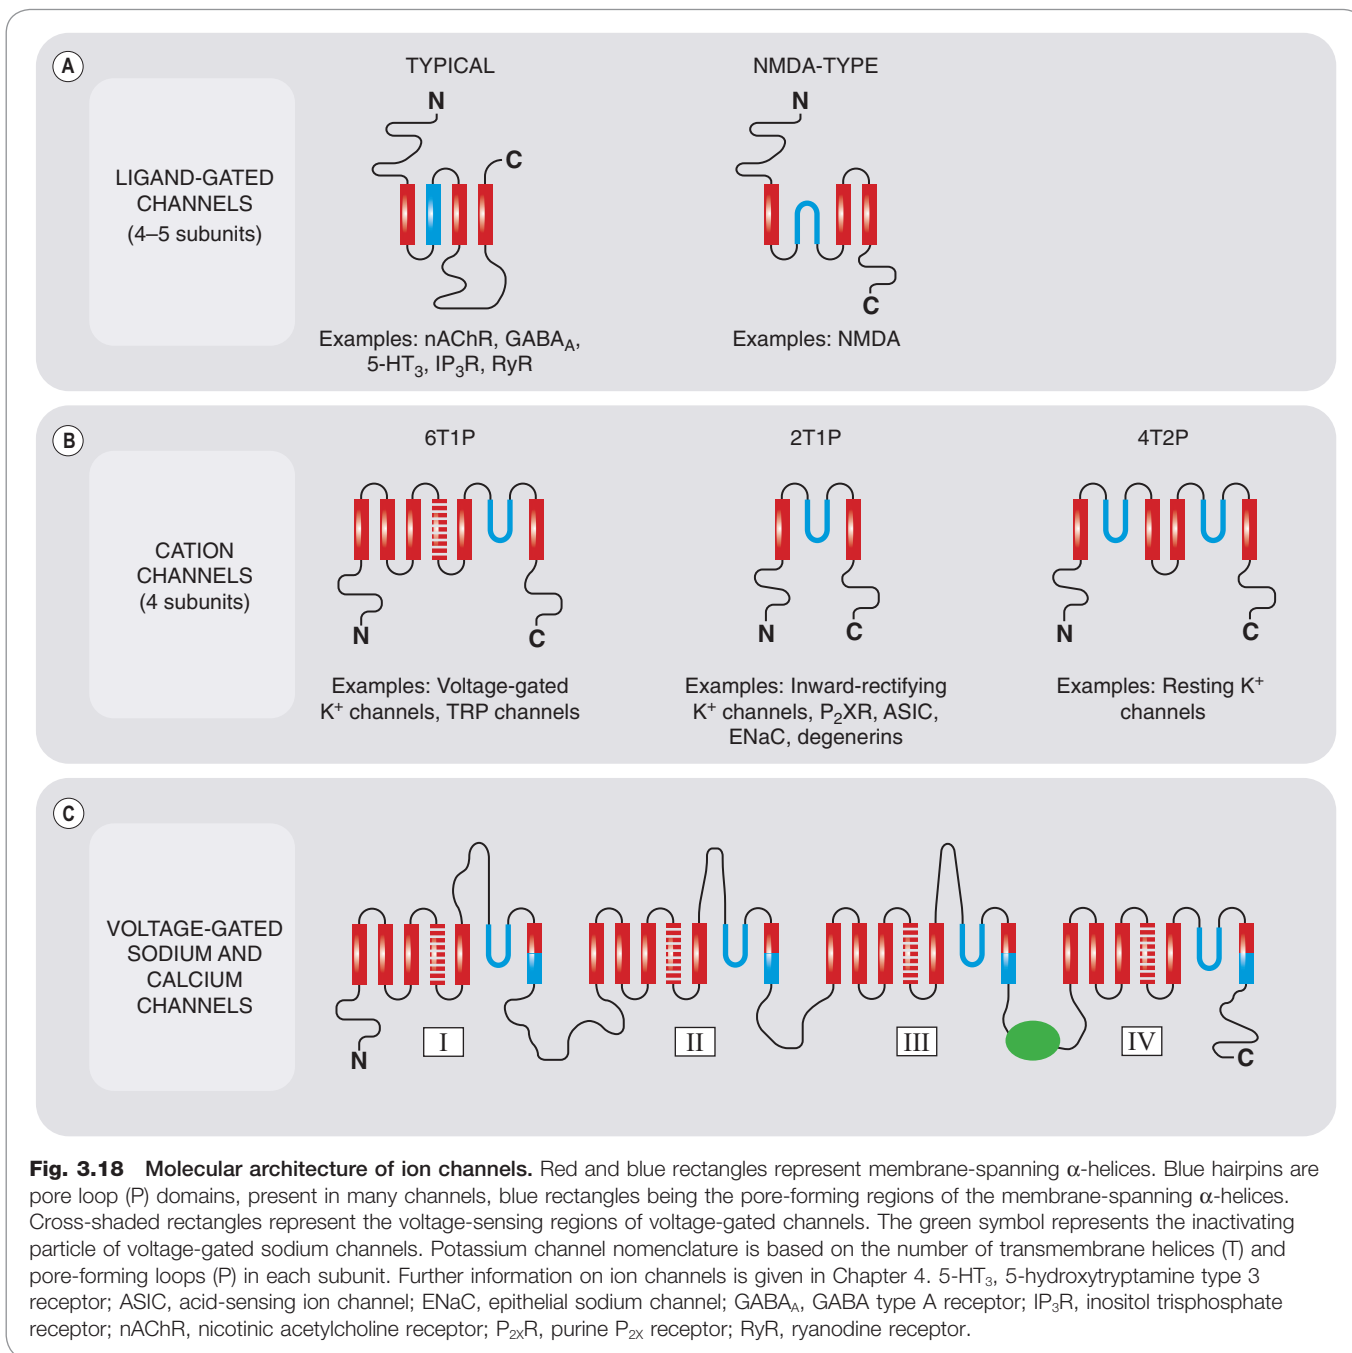 A
TYPICAL
NMDA-TYPE
N
N
C
C
LIGAND-GATED
CHANNELS
(4–5 subunits)
Examples: nAChR, GABA_A,
5-HT₃, IP₃R, RyR
Examples: NMDA
B
6T1P
2T1P
4T2P
CATION
CHANNELS
(4 subunits)
N
C
N
C
N
C
Examples: Voltage-gated
K⁺ channels, TRP channels
Examples: Inward-rectifying
K⁺ channels, P₂XR, ASIC,
ENaC, degenerins
Examples: Resting K⁺
channels
C
VOLTAGE-GATED
SODIUM AND
CALCIUM
CHANNELS
N
I
II
III
IV
C
Fig. 3.18 Molecular architecture of ion channels. Red and blue rectangles represent membrane-spanning α-helices. Blue hairpins are
pore loop (P) domains, present in many channels, blue rectangles being the pore-forming regions of the membrane-spanning α-helices.
Cross-shaded rectangles represent the voltage-sensing regions of voltage-gated channels. The green symbol represents the inactivating
particle of voltage-gated sodium channels. Potassium channel nomenclature is based on the number of transmembrane helices (T) and
pore-forming loops (P) in each subunit. Further information on ion channels is given in Chapter 4. 5-HT₃, 5-hydroxytryptamine type 3
receptor; ASIC, acid-sensing ion channel; ENaC, epithelial sodium channel; GABA_A, GABA type A receptor; IP₃R, inositol trisphosphate
receptor; nAChR, nicotinic acetylcholine receptor; P₂ₓR, purine P₂ₓ receptor; RyR, ryanodine receptor.